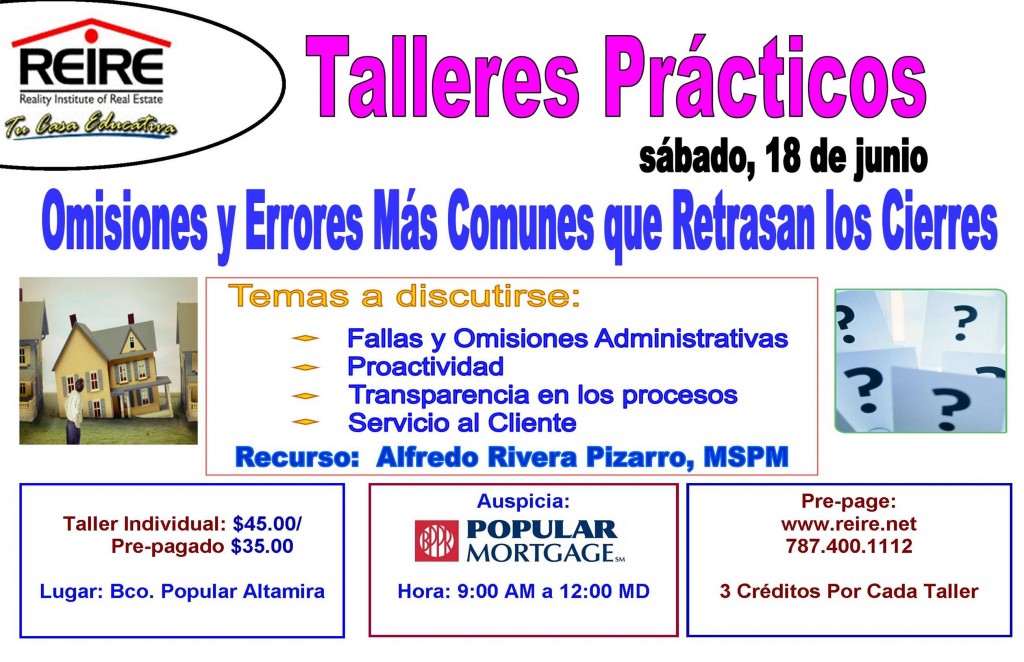 REIRE
Reality Institute of Real Estate
Tu Casa Educativa
Talleres Prácticos
sábado, 18 de junio
Omisiones y Errores Más Comunes que Retrasan los Cierres
Temas a discutirse:
Fallas y Omisiones Administrativas
Proactividad
Transparencia en los procesos
Servicio al Cliente
Recurso: Alfredo Rivera Pizarro, MSPM
? ? ? ?
Taller Individual: $45.00/
Pre-pagado $35.00
Lugar: Bco. Popular Altamira
Auspicia:
BPPR
POPULAR
MORTGAGE SM
Hora: 9:00 AM a 12:00 MD
Pre-page:
www.reire.net
787.400.1112
3 Créditos Por Cada Taller